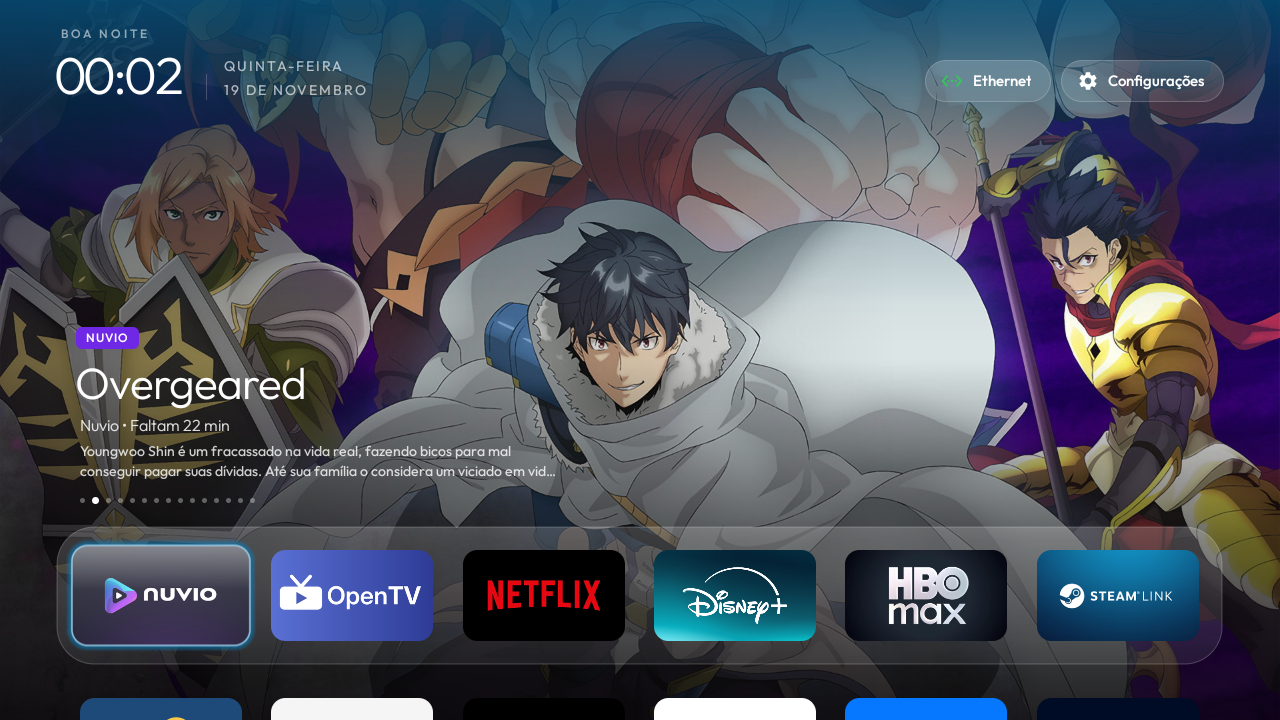 BOA NOITE
00:02
QUINTA-FEIRA
19 DE NOVEMBRO
Ethernet
Configurações
NUVIO
Overgeared
Nuvio • Faltam 22 min
Youngwoo Shin é um fracassado na vida real, fazendo bicos para mal
conseguir pagar suas dívidas. Até sua família o considera um viciado em vid...
nuvio
OpenTV
NETFLIX
Disney+
HBO
max
STEAM LINK